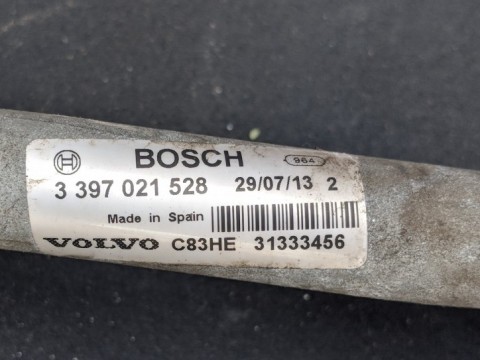 BOSCH 964
3 397 021 528 29/07/13 2
Made in Spain
VOLVO C83HE 31333456